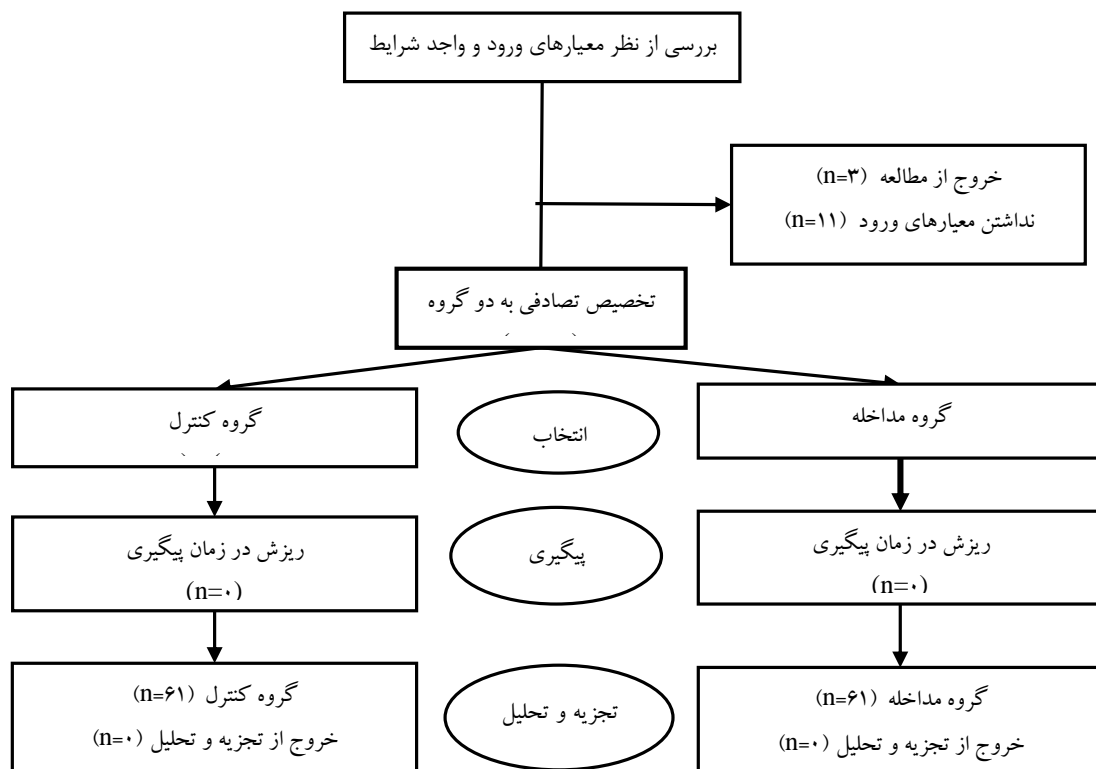 بررسی از نظر معیارهای ورود و واجد شرایط
خروج از مطالعه (n=۳)
نداشتن معیارهای ورود (n=۱۱)
تخصیص تصادفی به دو گروه
گروه مداخله
انتخاب
گروه کنترل
ریزش در زمان پیگیری
(n=۰)
پیگیری
ریزش در زمان پیگیری
(n=۰)
گروه مداخله (n=۶۱)
خروج از تجزیه و تحلیل (n=۰)
تجزیه و تحلیل
گروه کنترل (n=۶۱)
خروج از تجزیه و تحلیل (n=۰)